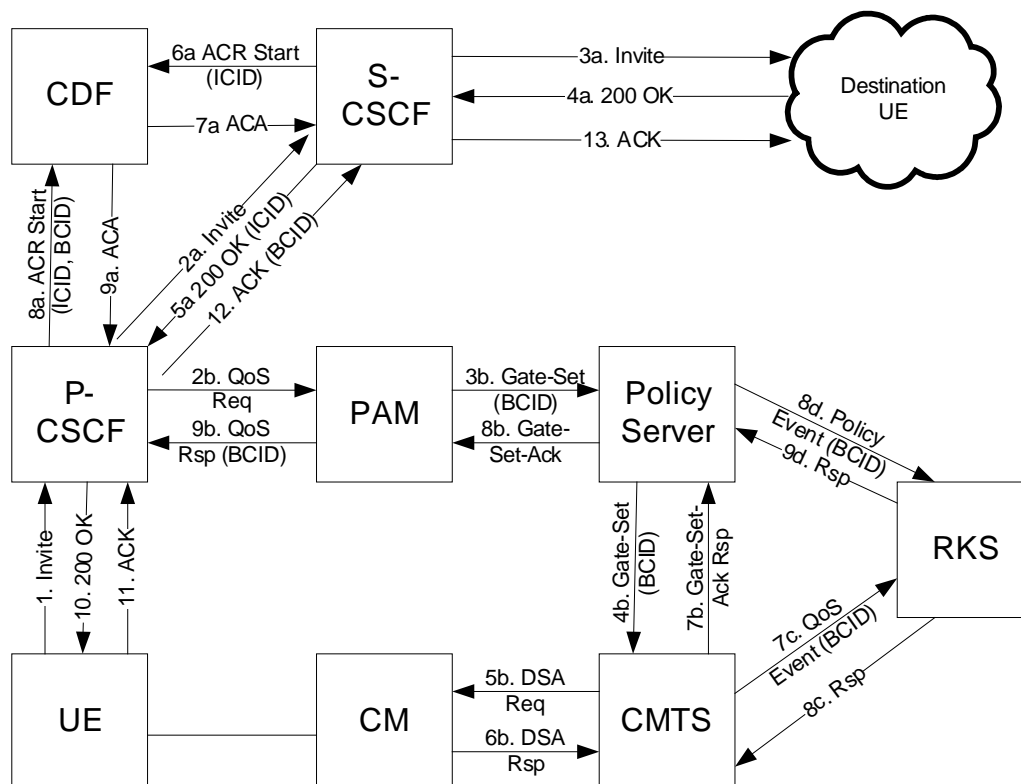 6a ACR Start
(ICID)
CDF
7a ACA
S-
CSCF
3a. Invite
4a. 200 OK
13. ACK
Destination
UE
8a. ACR Start
(ICID, BCID)
9a. ACA
2a. Invite
5a 200 OK (ICID)
12. ACK (BCID)
P-
CSCF
2b. QoS
Req
9b. QoS
Rsp (BCID)
PAM
3b. Gate-Set
(BCID)
8b. Gate-
Set-Ack
Policy
Server
8d. Policy
Event (BCID)
9d. Rsp
RKS
1. Invite
10. 200 OK
11. ACK
4b. Gate-Set
(BCID)
7b. Gate-Set-
Ack Rsp
7c. QoS
Event (BCID)
8c. Rsp
UE
CM
5b. DSA
Req
6b. DSA
Rsp
CMTS